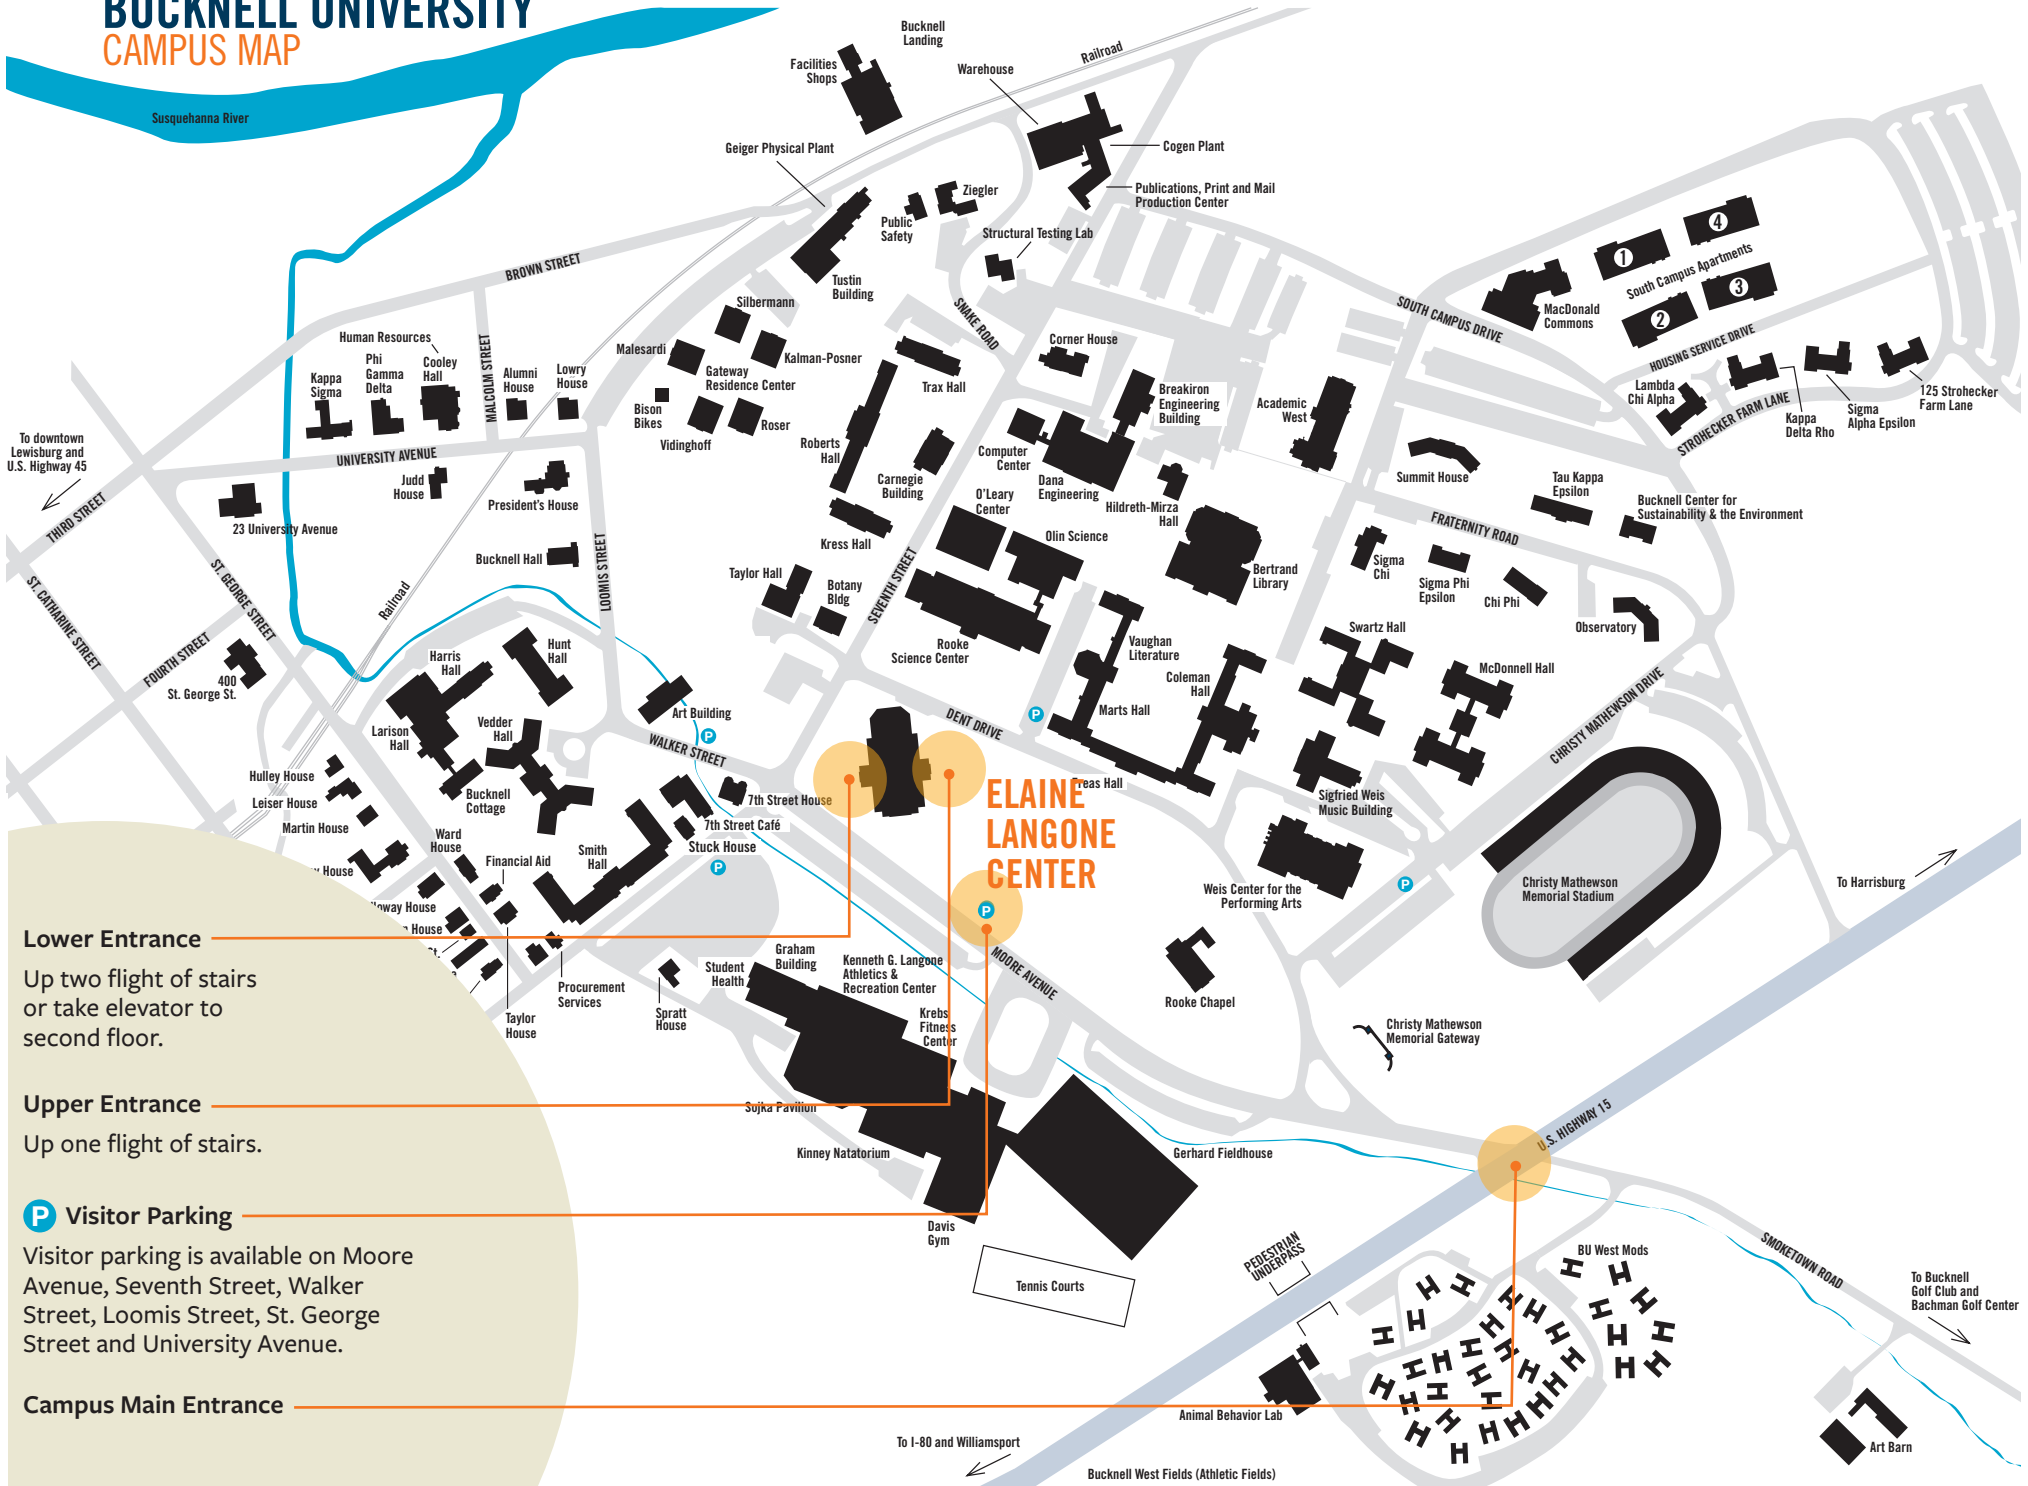 BUCKNELL UNIVERSITY
CAMPUS MAP
Susquehanna River
Bucknell
Landing
Facilities
Shops
Warehouse
Railroad
Geiger Physical Plant
Cogen Plant
Publications, Print and Mail
Production Center
Ziegler
Public
Safety
Structural Testing Lab
Tustin
Building
BROWN STREET
SNAKE ROAD
SOUTH CAMPUS DRIVE
MacDonald
Commons
1
4
South Campus Apartments
2
3
HOUSING SERVICE DRIVE
STROHECKER FARM LANE
Lambda
Chi Alpha
Kappa
Delta Rho
Sigma
Alpha Epsilon
125 Strohecker
Farm Lane
Silbermann
Malesardi
Kalman-Posner
Gateway
Residence Center
Bison
Bikes
Vidinghoff
Roser
Human Resources
Phi
Gamma
Delta
Cooley
Hall
Kappa
Sigma
MALCOLM STREET
Alumni
House
Lowry
House
UNIVERSITY AVENUE
To downtown
Lewisburg and
U.S. Highway 45
THIRD STREET
Judd
House
President's House
23 University Avenue
Bucknell Hall
LOOMIS STREET
ST. GEORGE STREET
ST. CATHARINE STREET
FOURTH STREET
Railroad
400
St. George St.
Trax Hall
Roberts
Hall
Carnegie
Building
Kress Hall
Corner House
Breakiron
Engineering
Building
Computer
Center
Dana
Engineering
Hildreth-Mirza
Hall
O'Leary
Center
Olin Science
Academic
West
Summit House
Tau Kappa
Epsilon
Bucknell Center for
Sustainability & the Environment
FRATERNITY ROAD
Sigma
Chi
Sigma Phi
Epsilon
Chi Phi
Observatory
Bertrand
Library
Taylor Hall
Botany
Bldg
SEVENTH STREET
Rooke
Science Center
Vaughan
Literature
Coleman
Hall
Marts Hall
Swartz Hall
McDonnell Hall
CHRISTY MATHEWSON DRIVE
Hunt
Hall
Harris
Hall
Larison
Hall
Vedder
Hall
Bucknell
Cottage
Art Building
P
WALKER STREET
DENT DRIVE
P
Freas Hall
ELAINE
LANGONE
CENTER
Sigfried Weis
Music Building
Weis Center for the
Performing Arts
P
Christy Mathewson
Memorial Stadium
To Harrisburg
Hulley House
Leiser House
Martin House
7th Street House
7th Street Café
Stuck House
P
Ward
House
Financial Aid
Smith
Hall
y House
loway House
n House
St.
a
Procurement
Services
Taylor
House
Spratt
House
Student
Health
Graham
Building
Kenneth G. Langone
Athletics &
Recreation Center
Krebs
Fitness
Center
P
MOORE AVENUE
Rooke Chapel
Christy Mathewson
Memorial Gateway
Sojka Pavilion
Kinney Natatorium
Gerhard Fieldhouse
Davis
Gym
Tennis Courts
U.S. HIGHWAY 15
PEDESTRIAN
UNDERPASS
BU West Mods
SMOKETOWN ROAD
To Bucknell
Golf Club and
Bachman Golf Center
Art Barn
Animal Behavior Lab
To I-80 and Williamsport
Bucknell West Fields (Athletic Fields)
Lower Entrance
Up two flight of stairs
or take elevator to
second floor.
Upper Entrance
Up one flight of stairs.
P Visitor Parking
Visitor parking is available on Moore
Avenue, Seventh Street, Walker
Street, Loomis Street, St. George
Street and University Avenue.
Campus Main Entrance